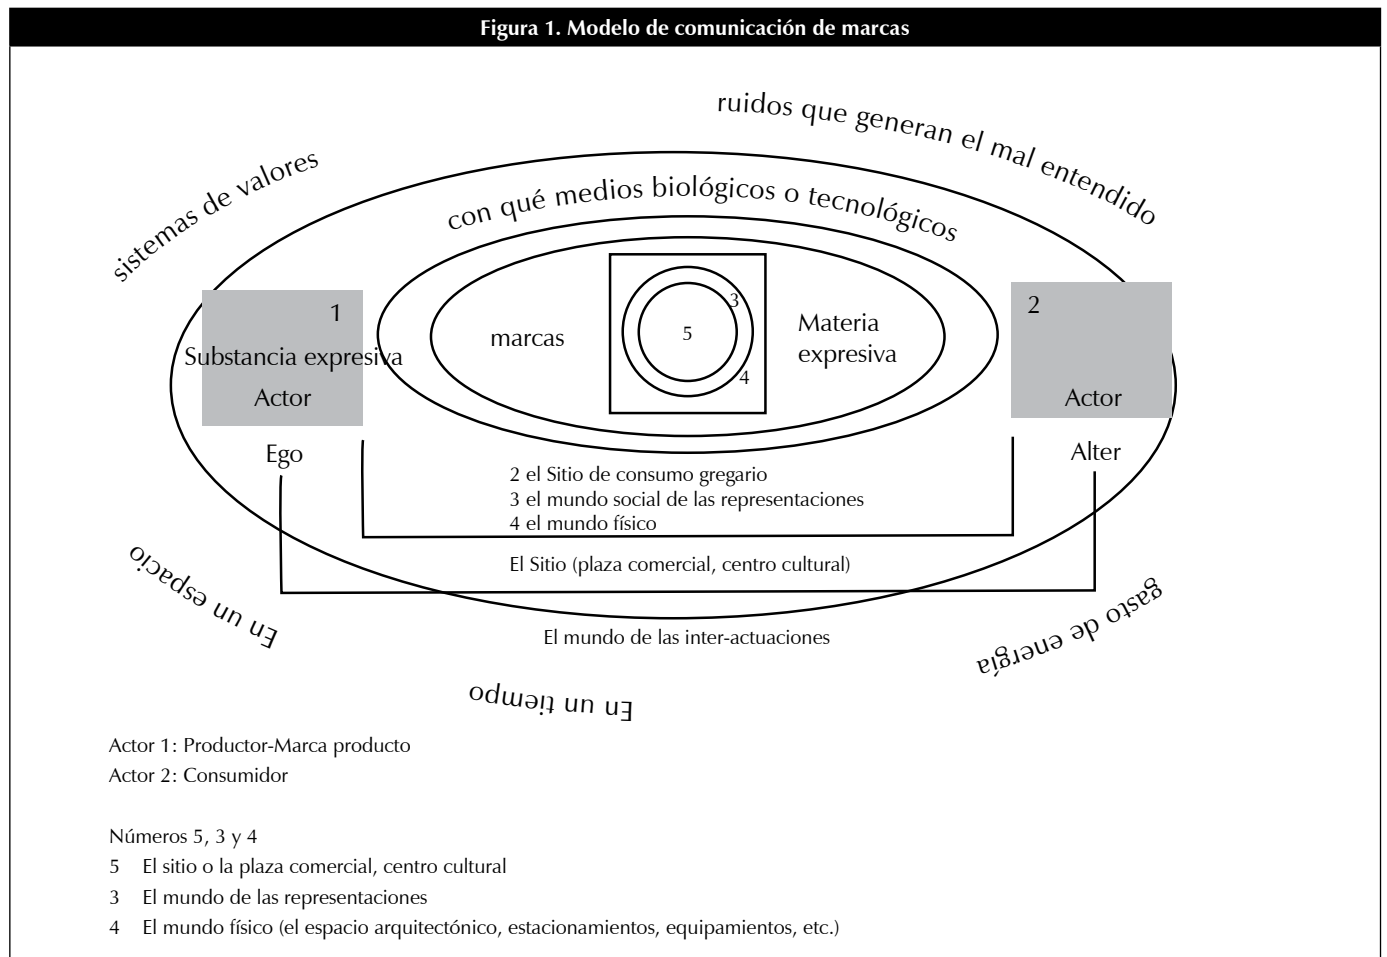 Figura 1. Modelo de comunicación de marcas
ruidos que generan el mal entendido
sistemas de valores
con qué medios biológicos o tecnológicos
1
Substancia expresiva
Actor
Ego
marcas
3
5
4
Materia
expresiva
2
Actor
Alter
2 el Sitio de consumo gregario
3 el mundo social de las representaciones
4 el mundo físico
El Sitio (plaza comercial, centro cultural)
El mundo de las inter-actuaciones
En un espacio
En un tiempo
gasto de energía
Actor 1: Productor-Marca producto
Actor 2: Consumidor
Números 5, 3 y 4
5 El sitio o la plaza comercial, centro cultural
3 El mundo de las representaciones
4 El mundo físico (el espacio arquitectónico, estacionamientos, equipamientos, etc.)